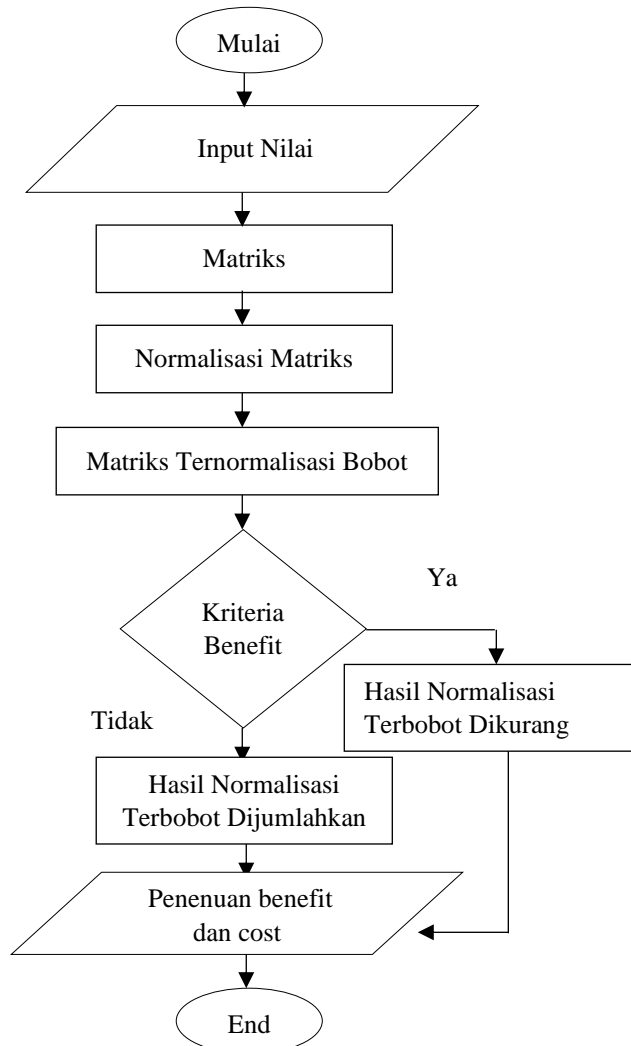 Mulai
Input Nilai
Matriks
Normalisasi Matriks
Matriks Ternormalisasi Bobot
Kriteria
Benefit
Ya
Hasil Normalisasi
Terbobot Dikurang
Tidak
Hasil Normalisasi
Terbobot Dijumlahkan
Penenuan benefit
dan cost
End